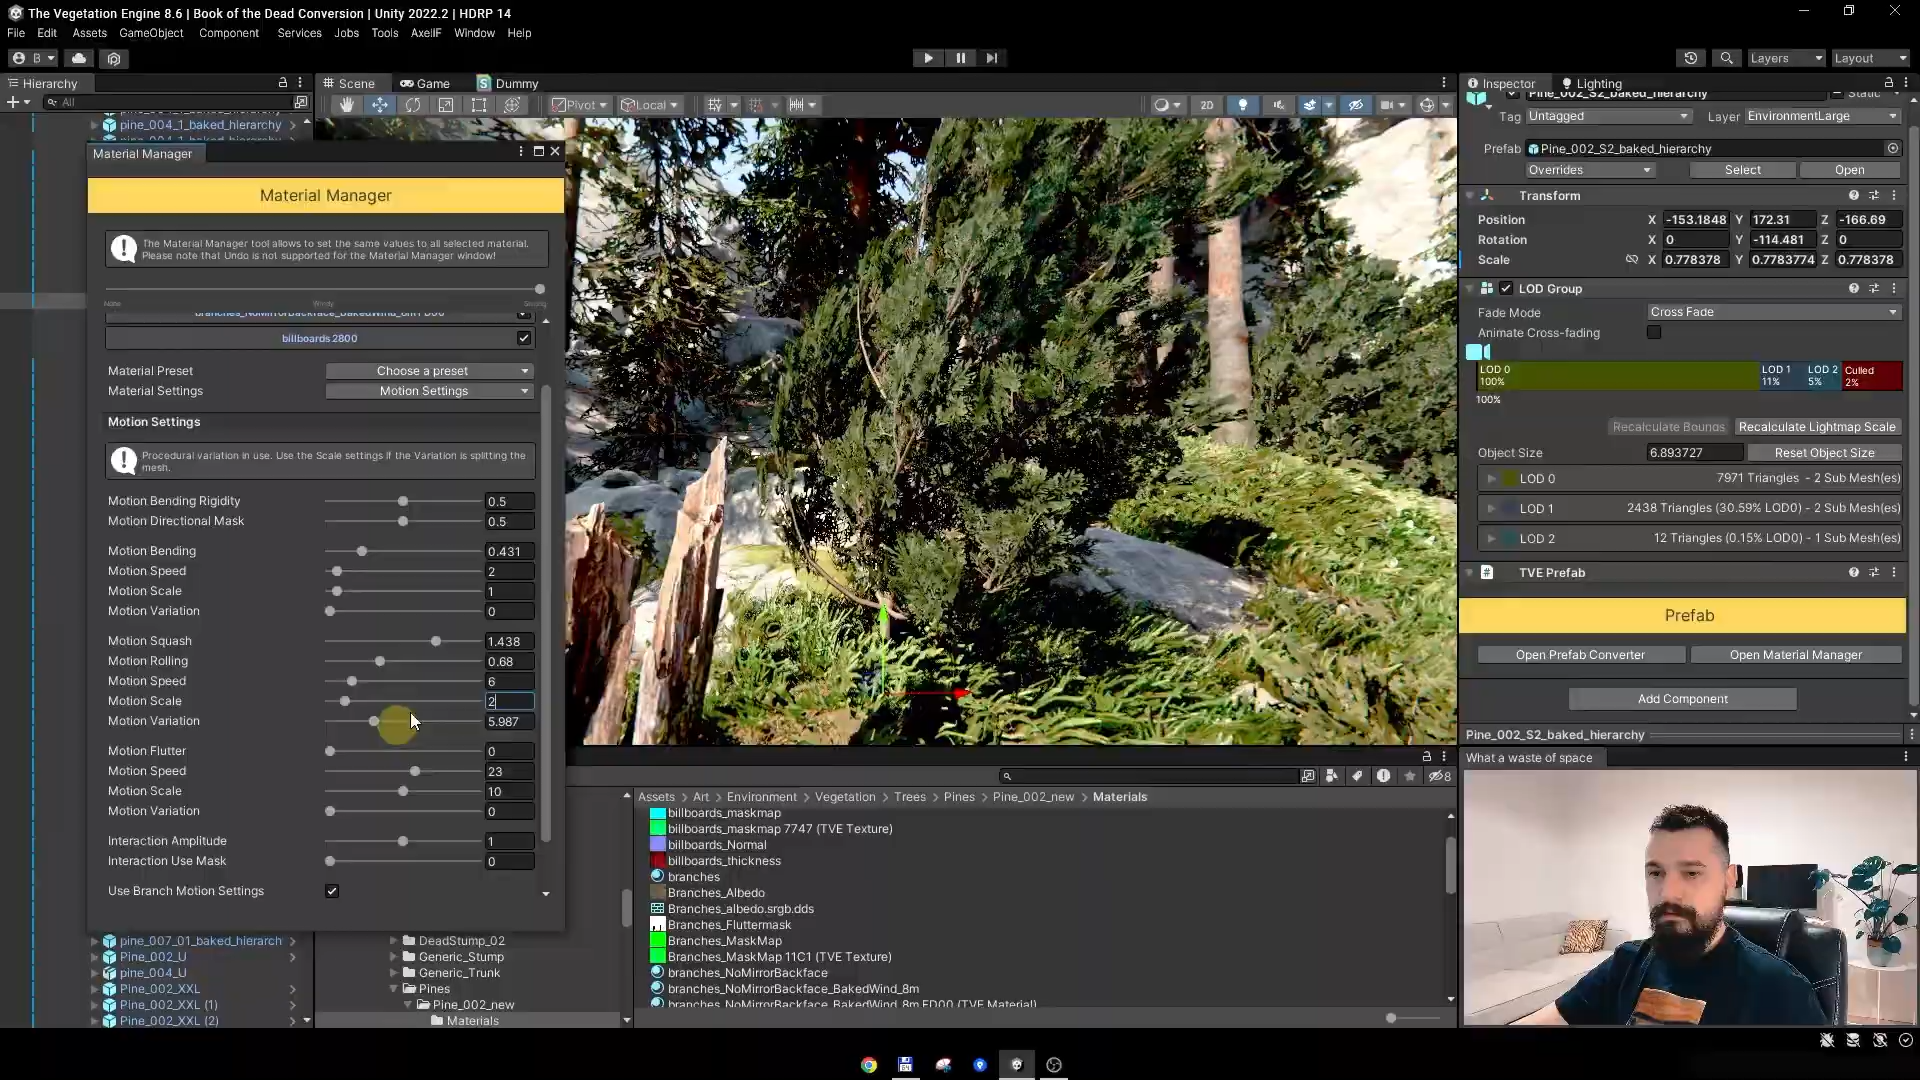 The Vegetation Engine 8.6 | Book of the Dead Conversion | Unity 2022.2 | HDRP 14
File Edit Assets GameObject Component Services Jobs Tools AxelF Window Help
B Layers Layout
Hierarchy
All
pine_004_1_baked_hierarchy
Scene Game Dummy
Pivot Local 2D
Material Manager
Material Manager
The Material Manager tool allows to set the same values to all selected material.
Please note that Undo is not supported for the Material Manager window!
None Windy Strong
billboards 2800
Material Preset Choose a preset
Material Settings Motion Settings
Motion Settings
Procedural variation in use. Use the Scale settings if the Variation is splitting the
mesh.
Motion Bending Rigidity 0.5
Motion Directional Mask 0.5
Motion Bending 0.431
Motion Speed 2
Motion Scale 1
Motion Variation 0
Motion Squash 1.438
Motion Rolling 0.68
Motion Speed 6
Motion Scale 2
Motion Variation 5.987
Motion Flutter 0
Motion Speed 23
Motion Scale 10
Motion Variation 0
Interaction Amplitude 1
Interaction Use Mask 0
Use Branch Motion Settings
pine_007_01_baked_hierarch
Pine_002_U
pine_004_U
Pine_002_XXL
Pine_002_XXL (1)
Pine_002_XXL (2)
DeadStump_02
Generic_Stump
Generic_Trunk
Pines
Pine_002_new
Materials
8
Assets > Art > Environment > Vegetation > Trees > Pines > Pine_002_new > Materials
billboards_maskmap
billboards_maskmap 7747 (TVE Texture)
billboards_Normal
billboards_thickness
branches
Branches_Albedo
Branches_albedo.srgb.dds
Branches_Fluttermask
Branches_MaskMap
Branches_MaskMap 11C1 (TVE Texture)
branches_NoMirrorBackface
branches_NoMirrorBackface_BakedWind_8m
branches_NoMirrorBackface_BakedWind_8m FD00 (TVE Material)
Inspector Lighting
Pine_002_S2_baked_hierarchy Static
Tag Untagged Layer EnvironmentLarge
Prefab Pine_002_S2_baked_hierarchy
Overrides Select Open
Transform
Position X -153.1848 Y 172.31 Z -166.69
Rotation X 0 Y -114.481 Z 0
Scale X 0.778378 Y 0.7783774 Z 0.778378
LOD Group
Fade Mode Cross Fade
Animate Cross-fading
LOD 0 LOD 1 LOD 2 Culled
100% 11% 5% 2%
100%
Recalculate Bounds Recalculate Lightmap Scale
Object Size 6.893727 Reset Object Size
LOD 0 7971 Triangles - 2 Sub Mesh(es)
LOD 1 2438 Triangles (30.59% LOD0) - 2 Sub Mesh(es)
LOD 2 12 Triangles (0.15% LOD0) - 1 Sub Mesh(es)
TVE Prefab
Prefab
Open Prefab Converter Open Material Manager
Add Component
Pine_002_S2_baked_hierarchy
What a waste of space